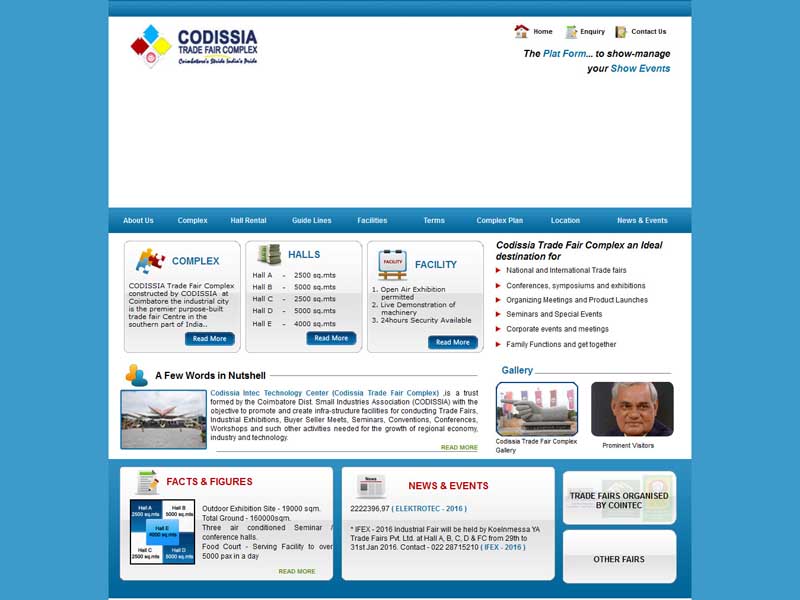 CODISSIA
TRADE FAIR COMPLEX
Coimbatore's Stride India's Pride
Home
Enquiry
Contact Us
The Plat Form... to show-manage
your Show Events
About Us
Complex
Hall Rental
Guide Lines
Facilities
Terms
Complex Plan
Location
News & Events
COMPLEX
CODISSIA Trade Fair Complex
constructed by CODISSIA at
Coimbatore the industrial city
is the premier purpose-built
trade fair Centre in the
southern part of India..
Read More
HALLS
Hall A - 2500 sq.mts
Hall B - 5000 sq.mts
Hall C - 2500 sq.mts
Hall D - 5000 sq.mts
Hall E - 4000 sq.mts
Read More
FACILITY
FACILITY
1. Open Air Exhibition
permitted
2. Live Demonstration of
machinery
3. 24hours Security Available
Read More
Codissia Trade Fair Complex an Ideal
destination for
National and International Trade fairs
Conferences, symposiums and exhibitions
Organizing Meetings and Product Launches
Seminars and Special Events
Corporate events and meetings
Family Functions and get together
A Few Words in Nutshell
Codissia Intec Technology Center (Codissia Trade Fair Complex) ,is a trust
formed by the Coimbatore Dist. Small Industries Association (CODISSIA) with the
objective to promote and create infra-structure facilities for conducting Trade Fairs,
Industrial Exhibitions, Buyer Seller Meets, Seminars, Conventions, Conferences,
Workshops and such other activities needed for the growth of regional economy,
industry and technology.
READ MORE
Gallery
Codissia Trade Fair Complex
Gallery
Prominent Visitors
FACTS & FIGURES
Hall A
2500 sq.mts
Hall B
5000 sq.mts
Hall E
4000 sq.mts
Hall C
2500 sq.mts
Hall D
5000 sq.mts
Outdoor Exhibition Site - 19000 sqm.
Total Ground - 160000sqm.
Three air conditioned Seminar /
conference halls.
Food Court - Serving Facility to over
5000 pax in a day
READ MORE
News
NEWS & EVENTS
2222396,97 ( ELEKTROTEC - 2016 )
* IFEX - 2016 Industrial Fair will be held by Koelnmessa YA
Trade Fairs Pvt. Ltd. at Hall A, B, C, D & FC from 29th to
31st Jan 2016. Contact - 022 28715210 ( IFEX - 2016 )
TRADE FAIRS ORGANISED
BY COINTEC
OTHER FAIRS